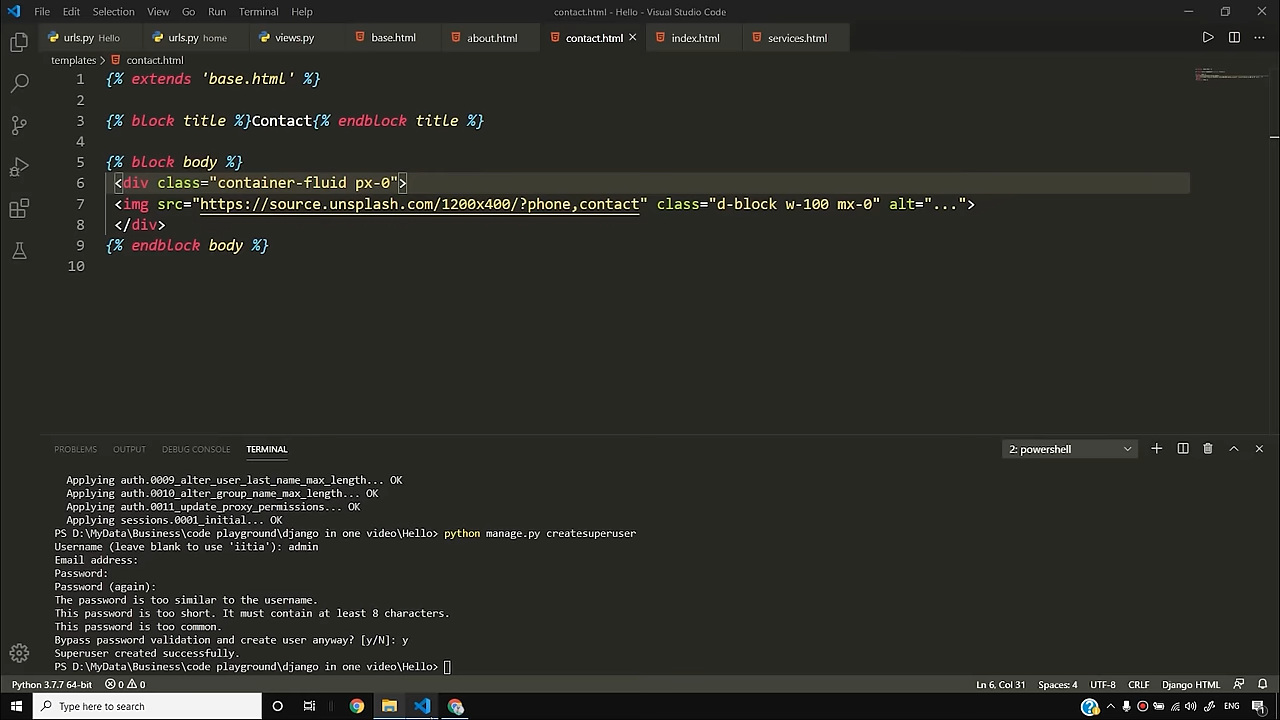 File Edit Selection View Go Run Terminal Help contact.html - Hello - Visual Studio Code
urls.py Hello urls.py home views.py base.html about.html contact.html index.html services.html
templates > contact.html
1 {% extends 'base.html' %}
2
3 {% block title %}Contact{% endblock title %}
4
5 {% block body %}
6 <div class="container-fluid px-0">
7 <img src="https://source.unsplash.com/1200x400/?phone,contact" class="d-block w-100 mx-0" alt="...">
8 </div>
9 {% endblock body %}
10
PROBLEMS OUTPUT DEBUG CONSOLE TERMINAL 2: powershell
Applying auth.0009_alter_user_last_name_max_length... OK
Applying auth.0010_alter_group_name_max_length... OK
Applying auth.0011_update_proxy_permissions... OK
Applying sessions.0001_initial... OK
PS D:\MyData\Business\code playground\django in one video\Hello> python manage.py createsuperuser
Username (leave blank to use 'iitia'): admin
Email address:
Password:
Password (again):
The password is too similar to the username.
This password is too short. It must contain at least 8 characters.
This password is too common.
Bypass password validation and create user anyway? [y/N]: y
Superuser created successfully.
PS D:\MyData\Business\code playground\django in one video\Hello>
Python 3.7.7 64-bit 0 0 Ln 6, Col 31 Spaces: 4 UTF-8 CRLF Django HTML
Type here to search ENG